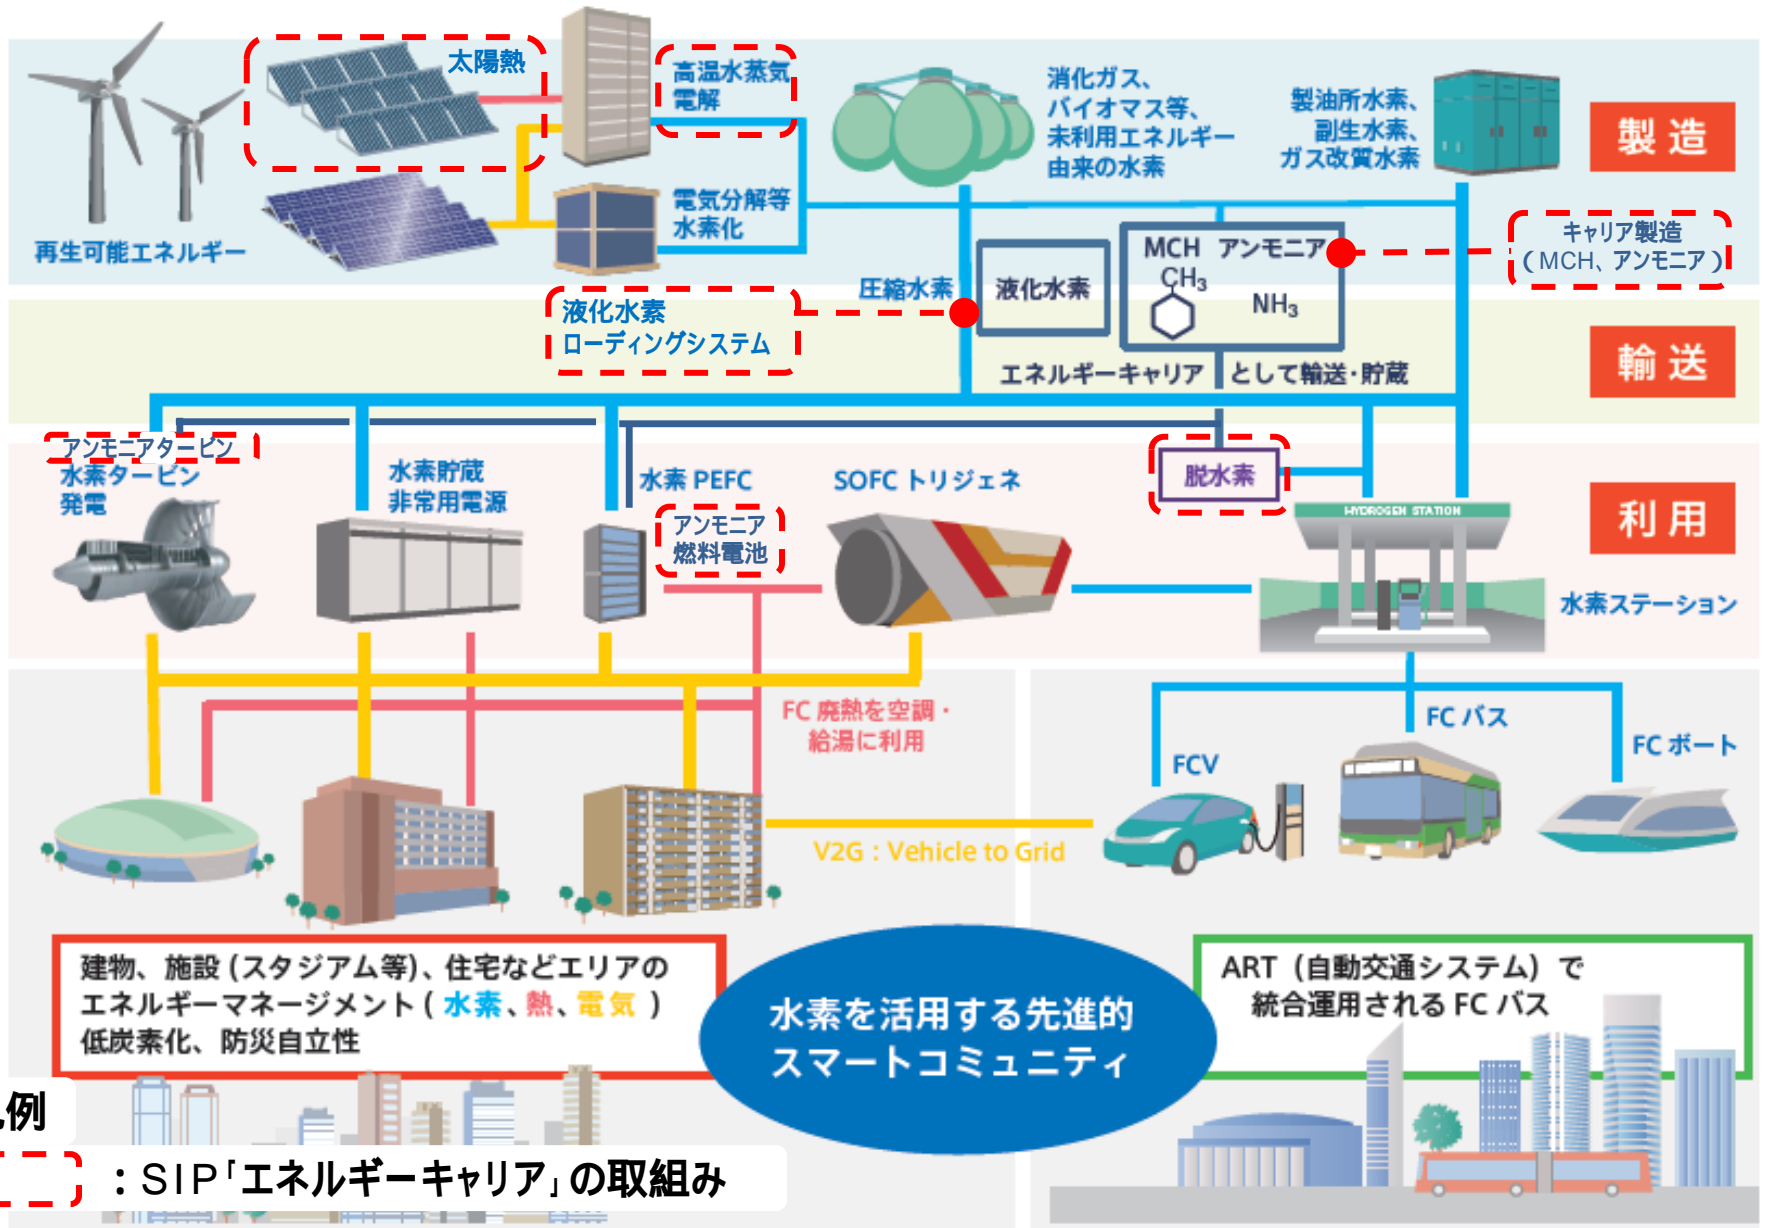 太陽熱
高温水蒸気
電解
消化ガス、
バイオマス等、
未利用エネルギー
由来の水素
製油所水素、
副生水素、
ガス改質水素
製造
再生可能エネルギー
電気分解等
水素化
キャリア製造
(MCH、アンモニア)
MCH アンモニア
CH₃
NH₃
圧縮水素
液化水素
液化水素
ローディングシステム
輸送
エネルギーキャリア として輸送・貯蔵
アンモニアタービン
水素タービン
発電
水素貯蔵
非常用電源
水素 PEFC
アンモニア
燃料電池
SOFC トリジェネ
脱水素
HYDROGEN STATION
利用
水素ステーション
FC 廃熱を空調・
給湯に利用
FCV
FC バス
FC ボート
V2G : Vehicle to Grid
建物、施設 (スタジアム等)、住宅などエリアの
エネルギーマネージメント ( 水素、熱、電気 )
低炭素化、防災自立性
水素を活用する先進的
スマートコミュニティ
ART (自動交通システム) で
統合運用される FC バス
例
：SIP「エネルギーキャリア」の取組み